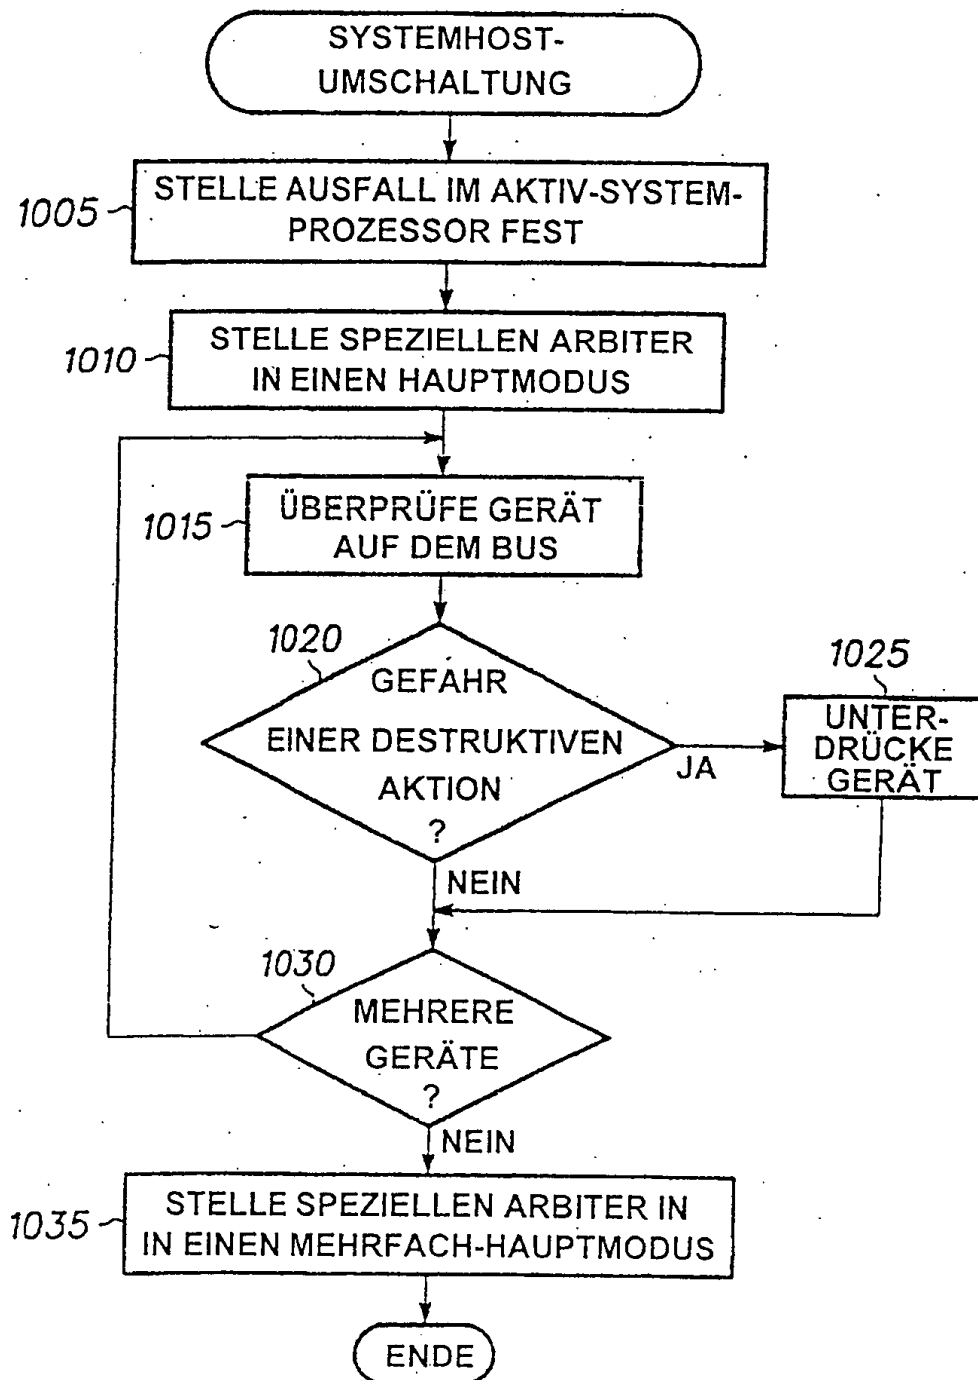 SYSTEMHOST-
UMSCHALTUNG
1005
STELLE AUSFALL IM AKTIV-SYSTEM-
PROZESSOR FEST
1010
STELLE SPEZIELLEN ARBITER
IN EINEN HAUPTMODUS
1015
ÜBERPRÜFE GERÄT
AUF DEM BUS
1020
GEFAHR
EINER DESTRUKTIVEN
AKTION
?
JA
1025
UNTER-
DRÜCKE
GERÄT
NEIN
1030
MEHRERE
GERÄTE
?
NEIN
1035
STELLE SPEZIELLEN ARBITER IN
IN EINEN MEHRFACH-HAUPTMODUS
ENDE